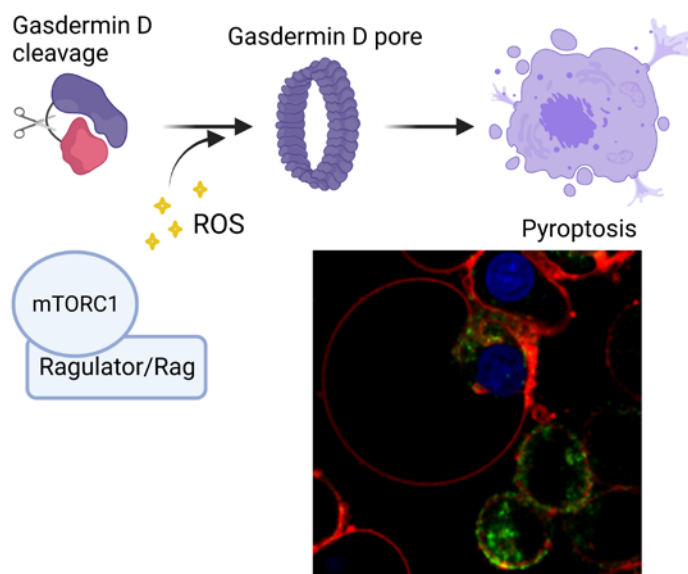 Gasdermin D
cleavage
Gasdermin D pore
ROS
Pyroptosis
mTORC1
Ragulator/Rag